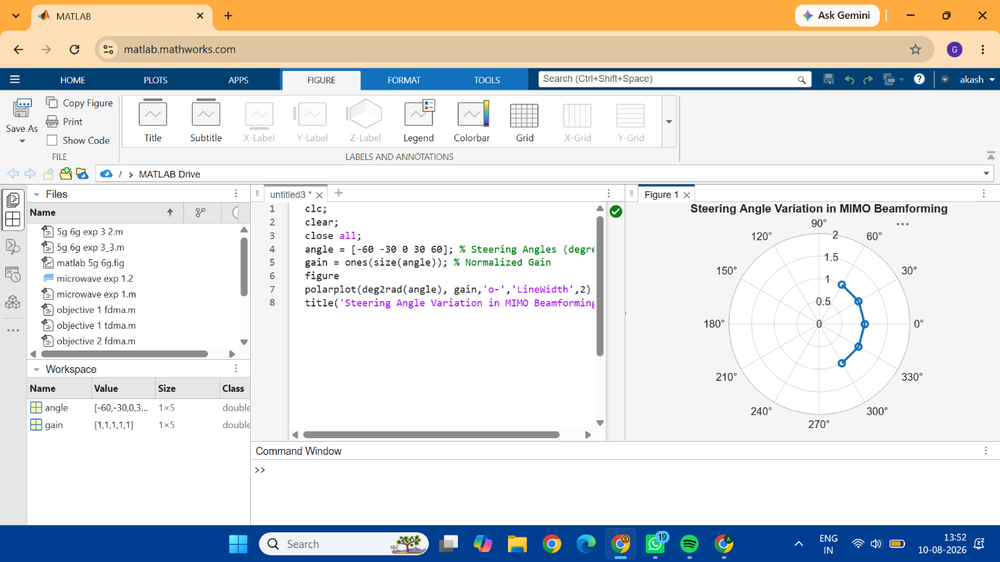 MATLAB
Ask Gemini
matlab.mathworks.com
G
HOME PLOTS APPS FIGURE FORMAT TOOLS
Search (Ctrl+Shift+Space)
akash
Save As
Copy Figure
Print
Show Code
FILE
Title Subtitle X-Label Y-Label Z-Label Legend Colorbar Grid X-Grid Y-Grid
LABELS AND ANNOTATIONS
/ MATLAB Drive
Files
Name
5g 6g exp 3 2.m
5g 6g exp 3_3.m
matlab 5g 6g.fig
microwave exp 1.2
microwave exp 1.m
objective 1 fdma.m
objective 1 tdma.m
objective 2 fdma.m
Workspace
Name Value Size Class
angle [-60,-30,0,3... 1×5 double
gain [1,1,1,1,1] 1×5 double
untitled3 *
1 clc;
2 clear;
3 close all;
4 angle = [-60 -30 0 30 60]; % Steering Angles (degre
5 gain = ones(size(angle)); % Normalized Gain
6 figure
7 polarplot(deg2rad(angle), gain,'o-','LineWidth',2)
8 title('Steering Angle Variation in MIMO Beamforming
Figure 1
Steering Angle Variation in MIMO Beamforming
90°
120° 2 60°
1.5
150° 30°
1
0.5
180° 0 0°
210° 330°
240° 300°
270°
Command Window
>>
Search
19
A
ENG
IN
13:52
10-08-2026